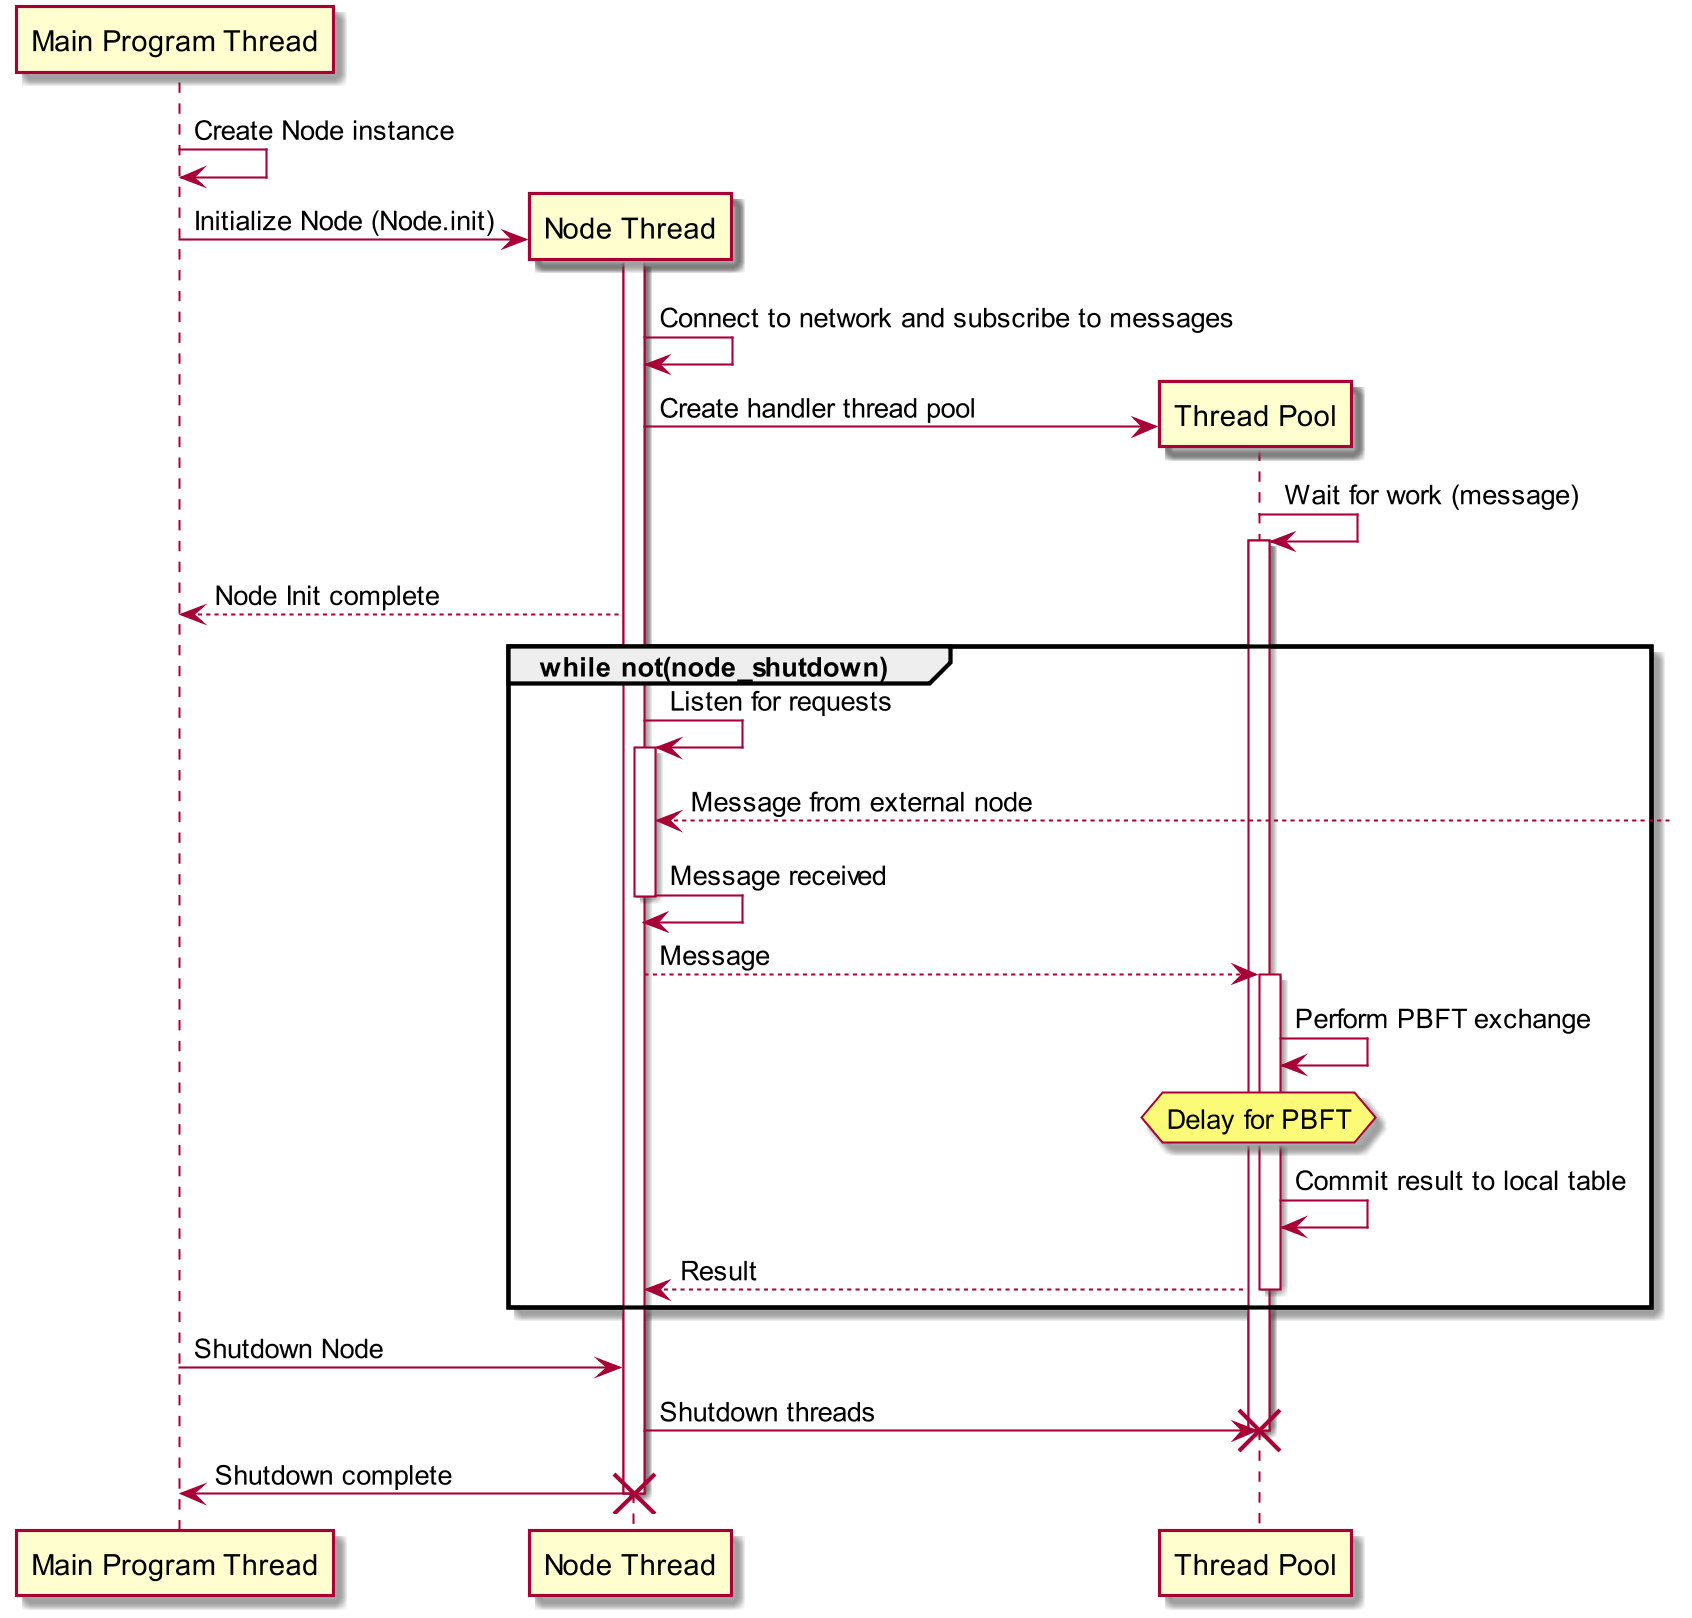 Main Program Thread
Create Node instance
Initialize Node (Node.init)
Node Thread
Connect to network and subscribe to messages
Create handler thread pool
Thread Pool
Wait for work (message)
Node Init complete
while not(node_shutdown)
Listen for requests
Message from external node
Message received
Message
Perform PBFT exchange
Delay for PBFT
Commit result to local table
Result
Shutdown Node
Shutdown threads
Shutdown complete
Main Program Thread
Node Thread
Thread Pool